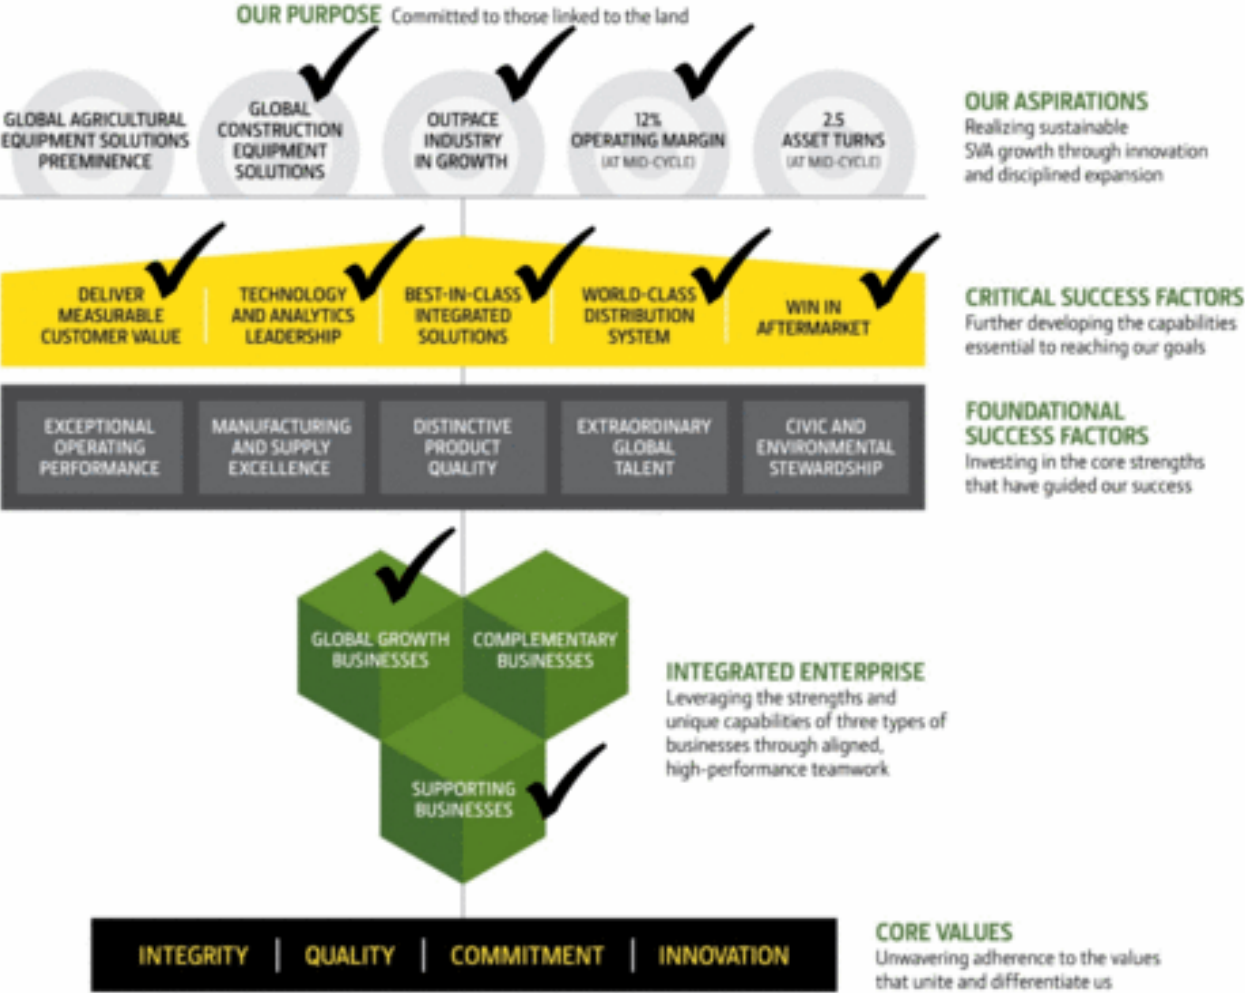 OUR PURPOSE Committed to those linked to the land
GLOBAL AGRICULTURAL
EQUIPMENT SOLUTIONS
PREEMINENCE
GLOBAL
CONSTRUCTION
EQUIPMENT
SOLUTIONS
OUTPACE
INDUSTRY
IN GROWTH
12%
OPERATING MARGIN
(AT MID-CYCLE)
2.5
ASSET TURNS
(AT MID-CYCLE)
OUR ASPIRATIONS
Realizing sustainable
SVA growth through innovation
and disciplined expansion
DELIVER
MEASURABLE
CUSTOMER VALUE
TECHNOLOGY
AND ANALYTICS
LEADERSHIP
BEST-IN-CLASS
INTEGRATED
SOLUTIONS
WORLD-CLASS
DISTRIBUTION
SYSTEM
WIN IN
AFTERMARKET
CRITICAL SUCCESS FACTORS
Further developing the capabilities
essential to reaching our goals
EXCEPTIONAL
OPERATING
PERFORMANCE
MANUFACTURING
AND SUPPLY
EXCELLENCE
DISTINCTIVE
PRODUCT
QUALITY
EXTRAORDINARY
GLOBAL
TALENT
CIVIC AND
ENVIRONMENTAL
STEWARDSHIP
FOUNDATIONAL
SUCCESS FACTORS
Investing in the core strengths
that have guided our success
GLOBAL GROWTH
BUSINESSES
COMPLEMENTARY
BUSINESSES
SUPPORTING
BUSINESSES
INTEGRATED ENTERPRISE
Leveraging the strengths and
unique capabilities of three types of
businesses through aligned,
high-performance teamwork
INTEGRITY | QUALITY | COMMITMENT | INNOVATION
CORE VALUES
Unwavering adherence to the values
that unite and differentiate us